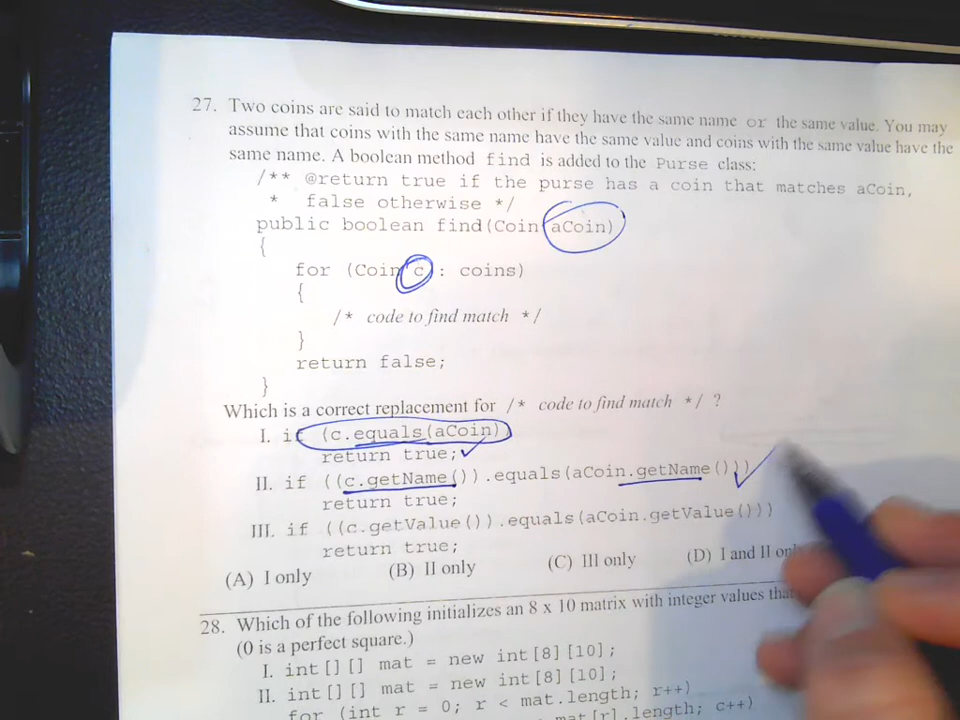 27. Two coins are said to match each other if they have the same name or the same value. You may
assume that coins with the same name have the same value and coins with the same value have the
same name. A boolean method find is added to the Purse class:
/** @return true if the purse has a coin that matches aCoin,
* false otherwise */
public boolean find(Coin aCoin)
{
for (Coin c : coins)
{
/* code to find match */
}
return false;
}
Which is a correct replacement for /* code to find match */ ?
I. if (c.equals(aCoin)
return true;
II. if ((c.getName()).equals(aCoin.getName()))
return true;
III. if ((c.getValue()).equals(aCoin.getValue()))
return true;
(A) I only (B) II only (C) III only (D) I and II
28. Which of the following initializes an 8 x 10 matrix with integer values
(0 is a perfect square.)
I. int[][] mat = new int[8][10];
II. int[][] mat = new int[8][10];
for (int r = 0; r < mat.length; r++)
mat[r].length; c++)